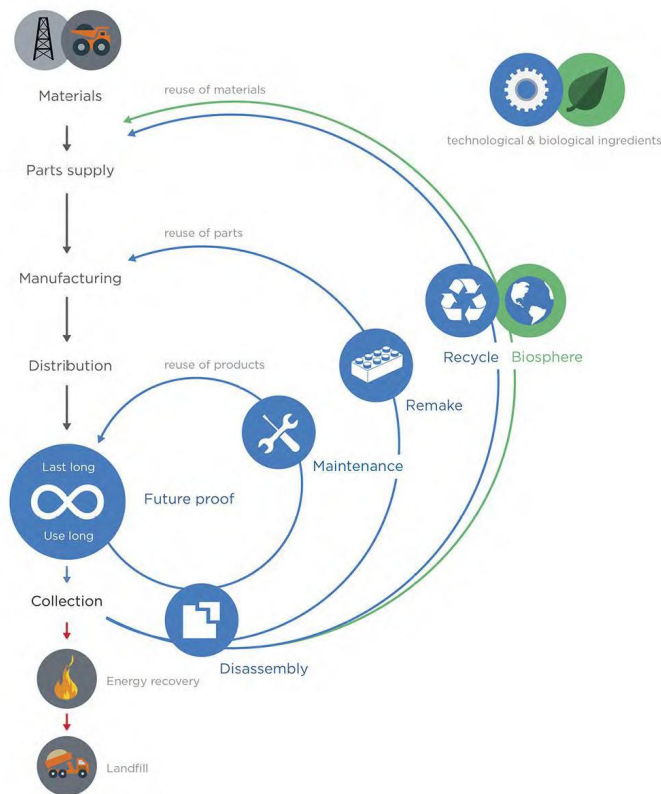 Materials
reuse of materials
technological & biological ingredients
Parts supply
reuse of parts
Manufacturing
Recycle Biosphere
Distribution
reuse of products
Remake
Last long
Maintenance
Future proof
Use long
Collection
Disassembly
Energy recovery
Landfill